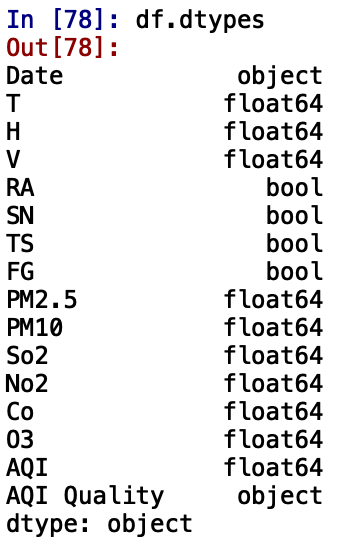 In [78]: df.dtypes
Out[78]:
Date object
T float64
H float64
V float64
RA bool
SN bool
TS bool
FG bool
PM2.5 float64
PM10 float64
So2 float64
No2 float64
Co float64
O3 float64
AQI float64
AQI Quality object
dtype: object